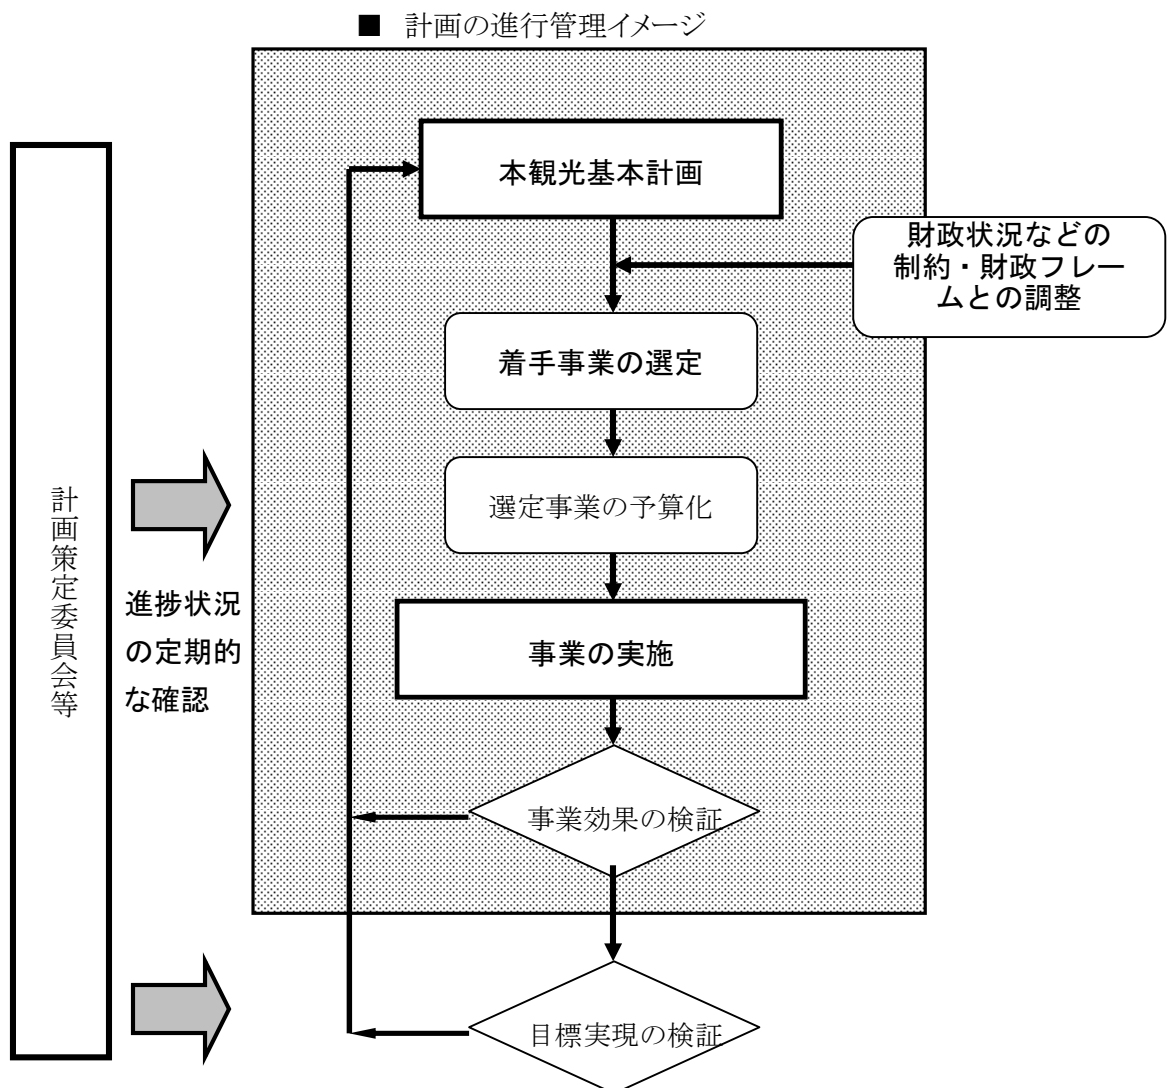 ■ 計画の進行管理イメージ
本観光基本計画
財政状況などの
制約・財政フレー
ムとの調整
着手事業の選定
選定事業の予算化
計画策定委員会等
進捗状況
の定期的
な確認
事業の実施
事業効果の検証
目標実現の検証